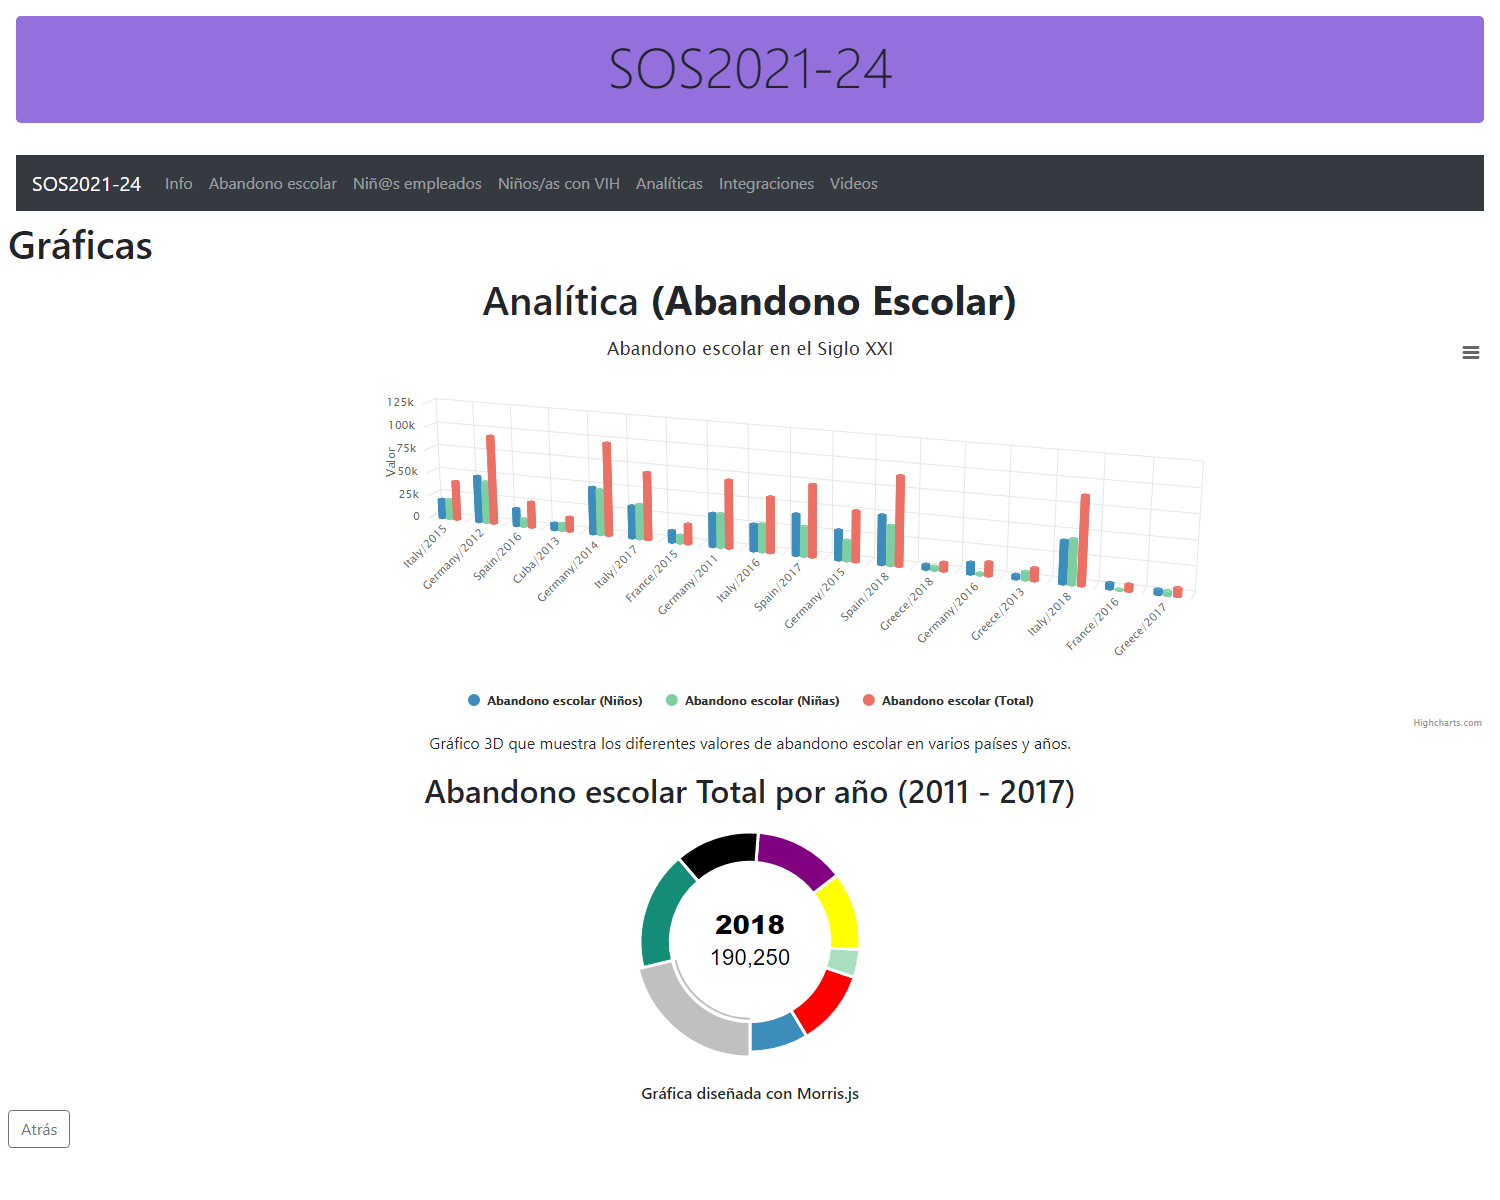 SOS2021-24
SOS2021-24 Info Abandono escolar Niñ@s empleados Niños/as con VIH Analíticas Integraciones Videos
Gráficas
Analítica (Abandono Escolar)
Abandono escolar en el Siglo XXI
Valor
125k
100k
75k
50k
25k
0
Italy/2015
Germany/2012
Spain/2016
Cuba/2013
Germany/2014
Italy/2017
France/2015
Germany/2011
Italy/2016
Spain/2017
Germany/2015
Spain/2018
Greece/2018
Germany/2016
Greece/2013
Italy/2018
France/2016
Greece/2017
Abandono escolar (Niños) Abandono escolar (Niñas) Abandono escolar (Total)
Highcharts.com
Gráfico 3D que muestra los diferentes valores de abandono escolar en varios países y años.
Abandono escolar Total por año (2011 - 2017)
2018
190,250
Gráfica diseñada con Morris.js
Atrás